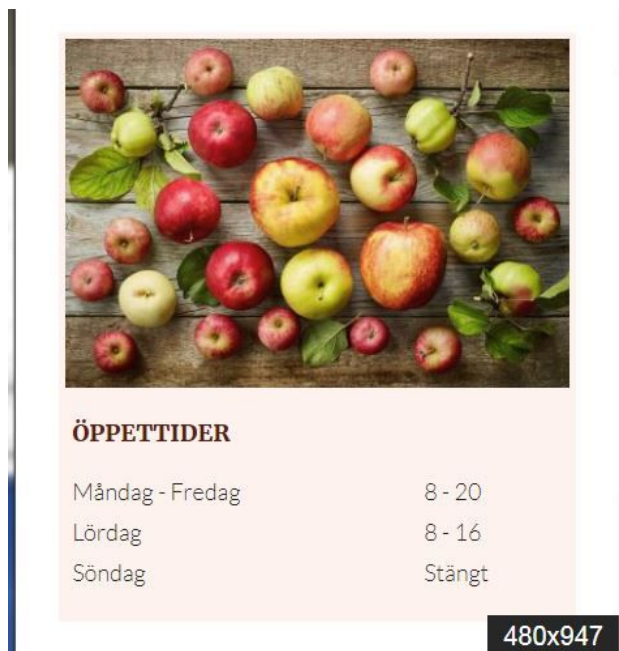 ÖPPETTIDER
Måndag - Fredag 8 - 20
Lördag 8 - 16
Söndag Stängt
480x947